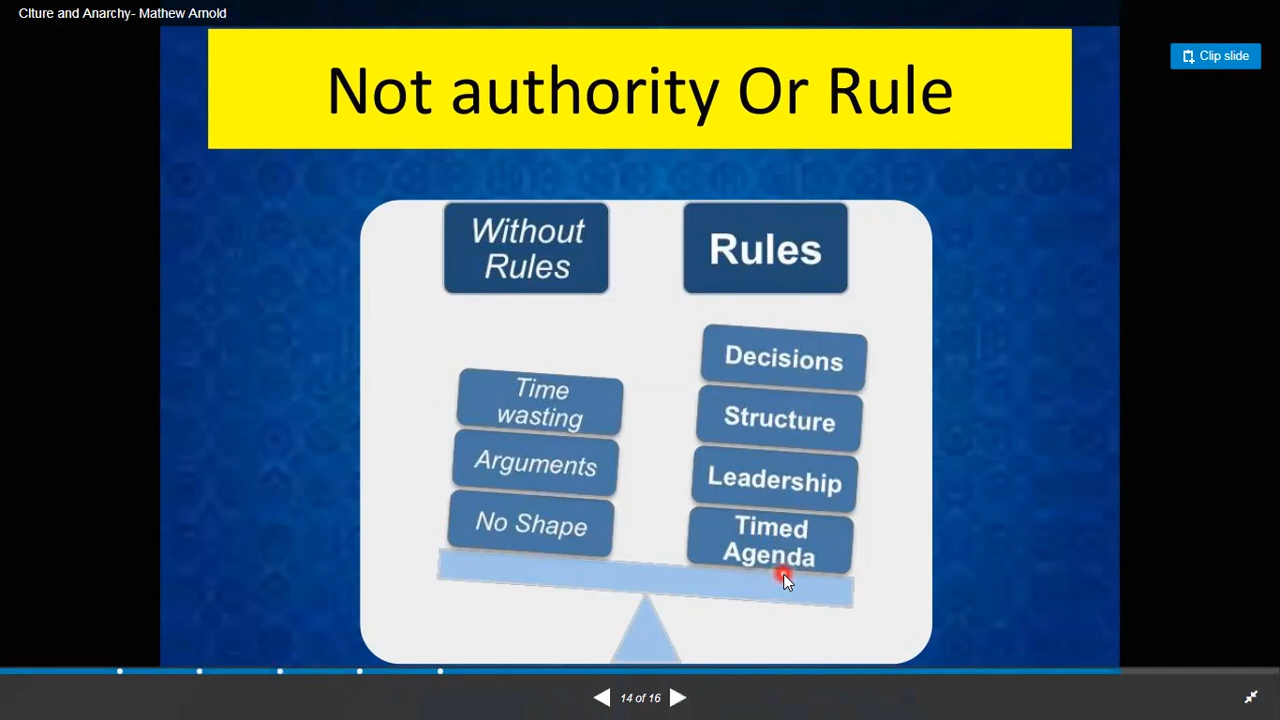 Clture and Anarchy- Mathew Arnold
Clip slide
Not authority Or Rule
Without
Rules
Rules
Time
wasting
Arguments
No Shape
Decisions
Structure
Leadership
Timed
Agenda
14 of 16